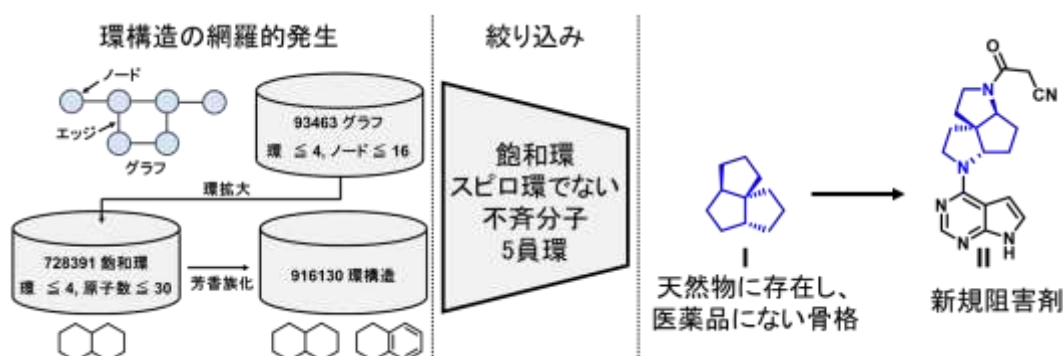 環構造の網羅的発生
ノード
エッジ
グラフ
93463 グラフ
環 ≦ 4, ノード ≦ 16
環拡大
728391 飽和環
環 ≦ 4, 原子数 ≦ 30
芳香族化
916130 環構造
絞り込み
飽和環
スピロ環でない
不斉分子
5員環
I
天然物に存在し、
医薬品にない骨格
O
N
CN
N
N
N
N
H
II
新規阻害剤